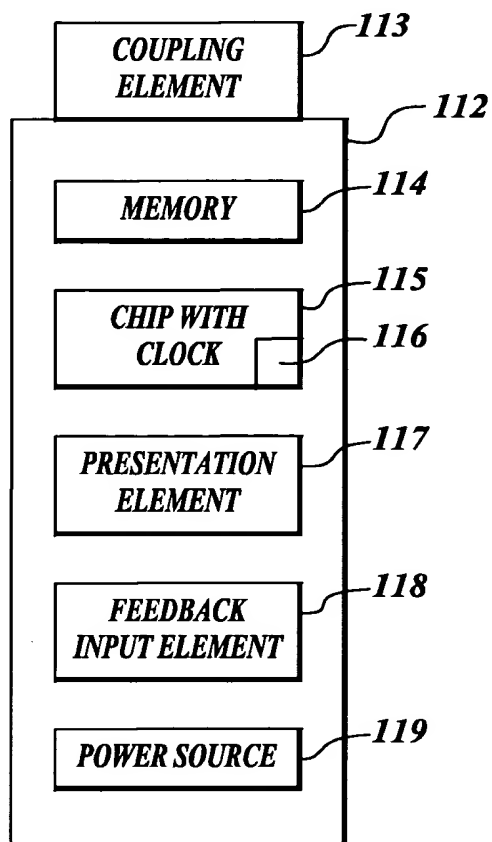 COUPLING
ELEMENT
113
112
MEMORY
114
CHIP WITH
CLOCK
115
116
PRESENTATION
ELEMENT
117
FEEDBACK
INPUT ELEMENT
118
POWER SOURCE
119